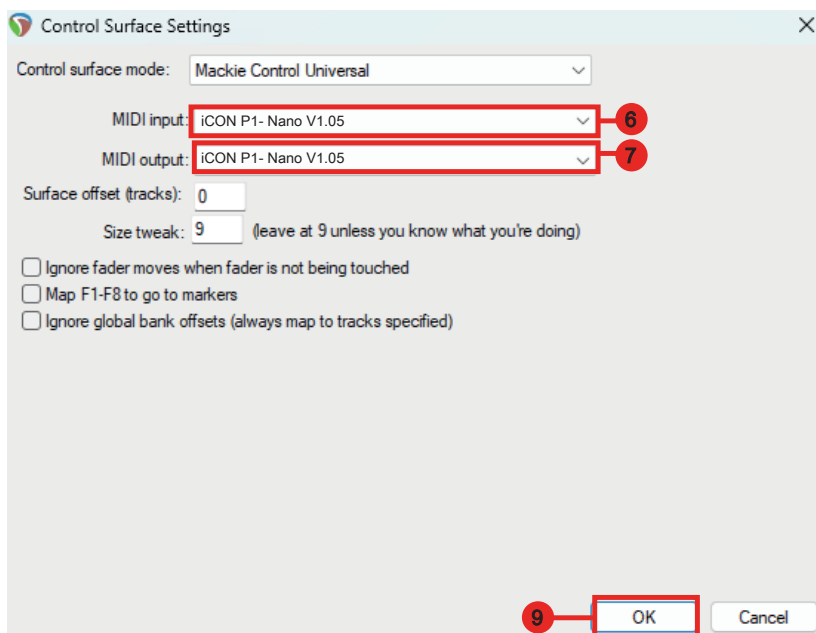 Control Surface Settings
Control surface mode: Mackie Control Universal
MIDI input: iCON P1- Nano V1.05 6
MIDI output: iCON P1- Nano V1.05 7
Surface offset (tracks): 0
Size tweak: 9 (leave at 9 unless you know what you're doing)
Ignore fader moves when fader is not being touched
Map F1-F8 to go to markers
Ignore global bank offsets (always map to tracks specified)
9 OK Cancel